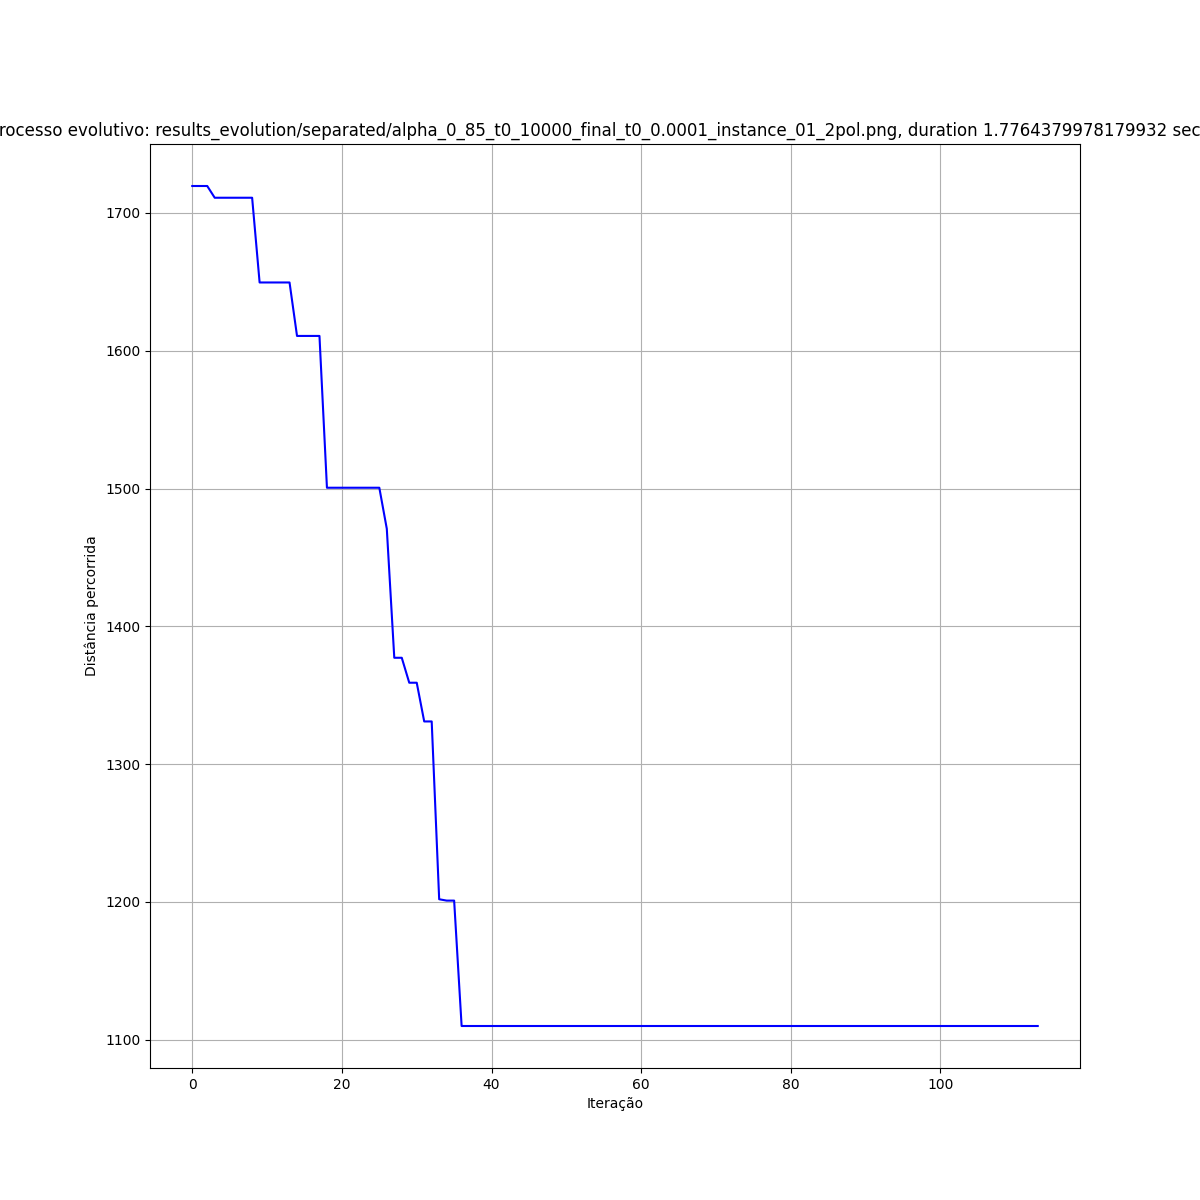 rocesso evolutivo: results_evolution/separated/alpha_0_85_t0_10000_final_t0_0.0001_instance_01_2pol.png, duration 1.7764379978179932 sec
1700
1600
1500
1400
1300
1200
1100
Distância percorrida
0 20 40 60 80 100
Iteração